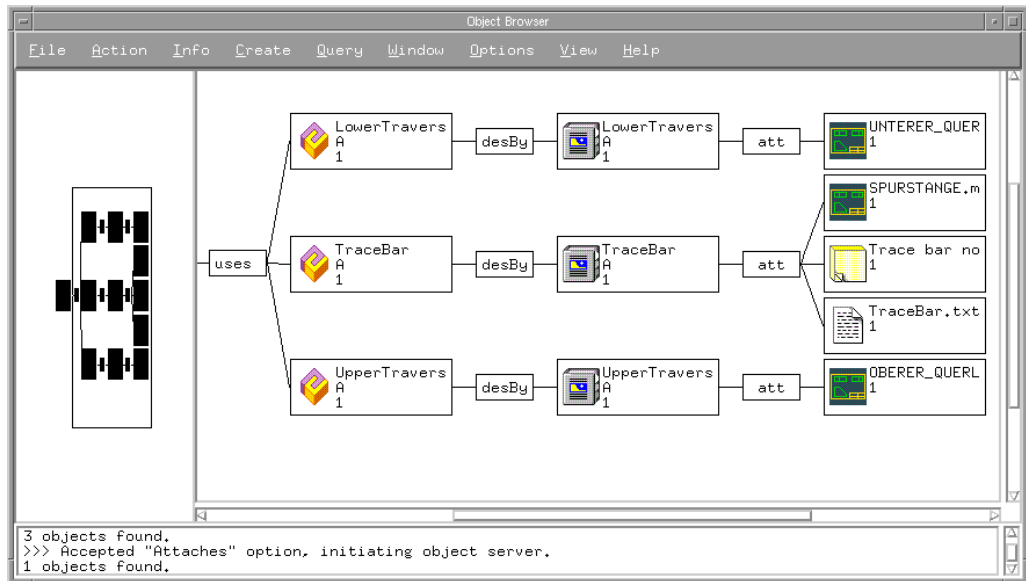 Object Browser
File Action Info Create Query Window Options View Help
LowerTravers
A
1
desBy
LowerTravers
A
1
att
UNTERER_QUER
1
SPURSTANGE.m
1
uses
TraceBar
A
1
desBy
TraceBar
A
1
att
Trace bar no
1
TraceBar.txt
1
UpperTravers
A
1
desBy
UpperTravers
A
1
att
OBERER_QUERL
1
3 objects found.
>>> Accepted "Attaches" option, initiating object server.
1 objects found.